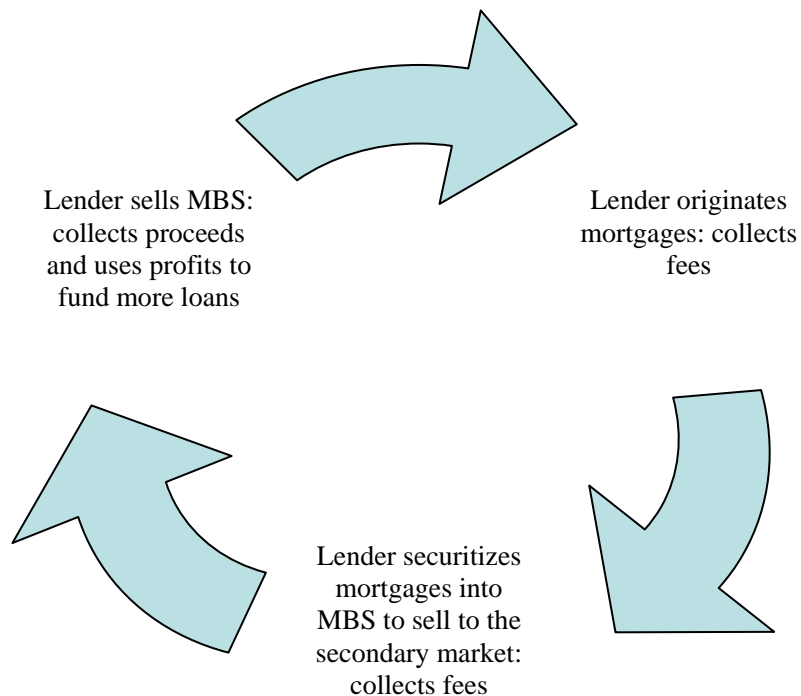 Lender sells MBS:
collects proceeds
and uses profits to
fund more loans
Lender originates
mortgages: collects
fees
Lender securitizes
mortgages into
MBS to sell to the
secondary market:
collects fees